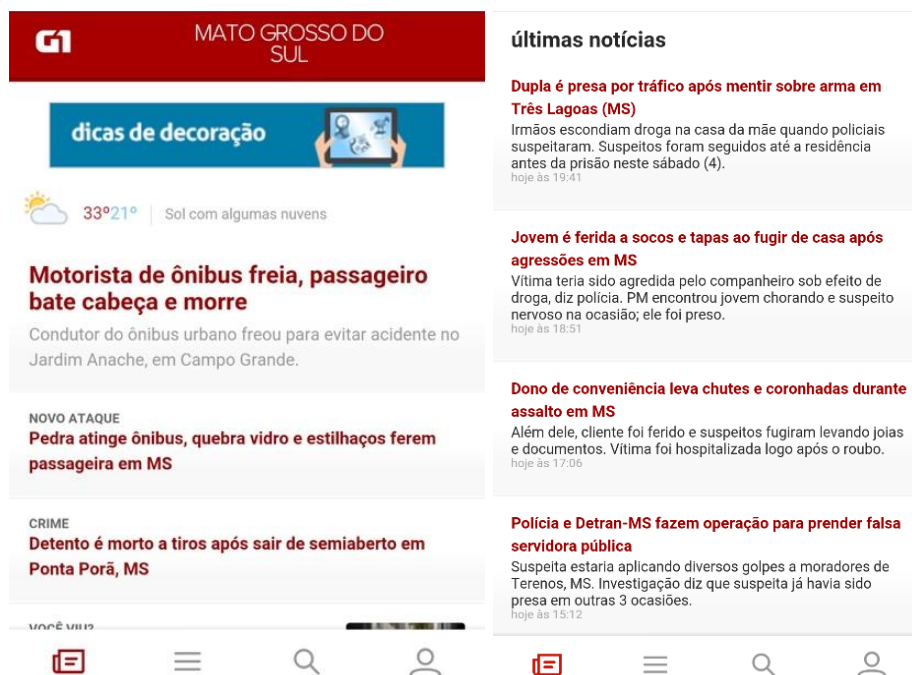 G1
MATO GROSSO DO
SUL
dicas de decoração
33º21º
Sol com algumas nuvens
Motorista de ônibus freia, passageiro
bate cabeça e morre
Condutor do ônibus urbano freou para evitar acidente no
Jardim Anache, em Campo Grande.
NOVO ATAQUE
Pedra atinge ônibus, quebra vidro e estilhaços ferem
passageira em MS
CRIME
Detento é morto a tiros após sair de semiaberto em
Ponta Porã, MS
VOCÊ VIU?
últimas notícias
Dupla é presa por tráfico após mentir sobre arma em
Três Lagoas (MS)
Irmãos escondiam droga na casa da mãe quando policiais
suspeitaram. Suspeitos foram seguidos até a residência
antes da prisão neste sábado (4).
hoje às 19:41
Jovem é ferida a socos e tapas ao fugir de casa após
agressões em MS
Vítima teria sido agredida pelo companheiro sob efeito de
droga, diz polícia. PM encontrou jovem chorando e suspeito
nervoso na ocasião; ele foi preso.
hoje às 18:51
Dono de conveniência leva chutes e coronhadas durante
assalto em MS
Além dele, cliente foi ferido e suspeitos fugiram levando joias
e documentos. Vítima foi hospitalizada logo após o roubo.
hoje às 17:06
Polícia e Detran-MS fazem operação para prender falsa
servidora pública
Suspeita estaria aplicando diversos golpes a moradores de
Terenos, MS. Investigação diz que suspeita já havia sido
presa em outras 3 ocasiões.
hoje às 15:12